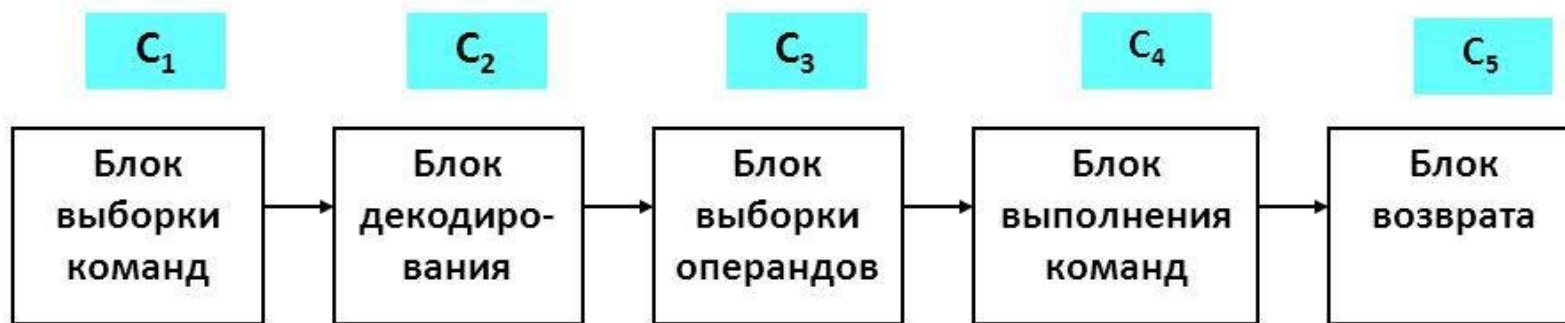 C₁ C₂ C₃ C₄ C₅
Блок
выборки
команд
Блок
декодиро-
вания
Блок
выборки
операндов
Блок
выполнения
команд
Блок
возврата